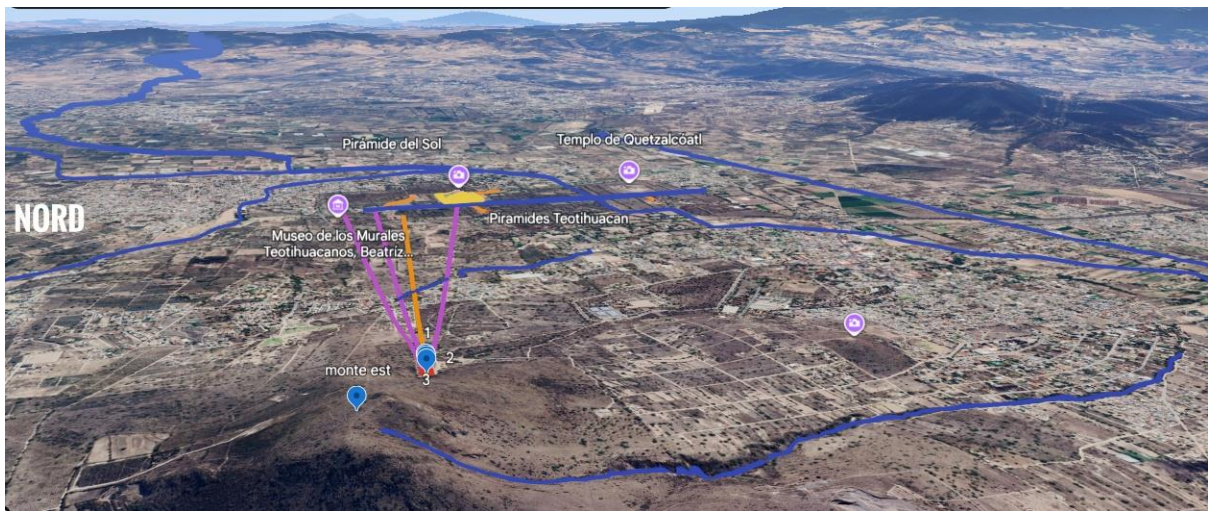 Pirámide del Sol
Templo de Quetzalcóatl
NORD
Piramides Teotihuacan
Museo de los Murales
Teotihuacanos, Beatriz...
1
2
monte est
3